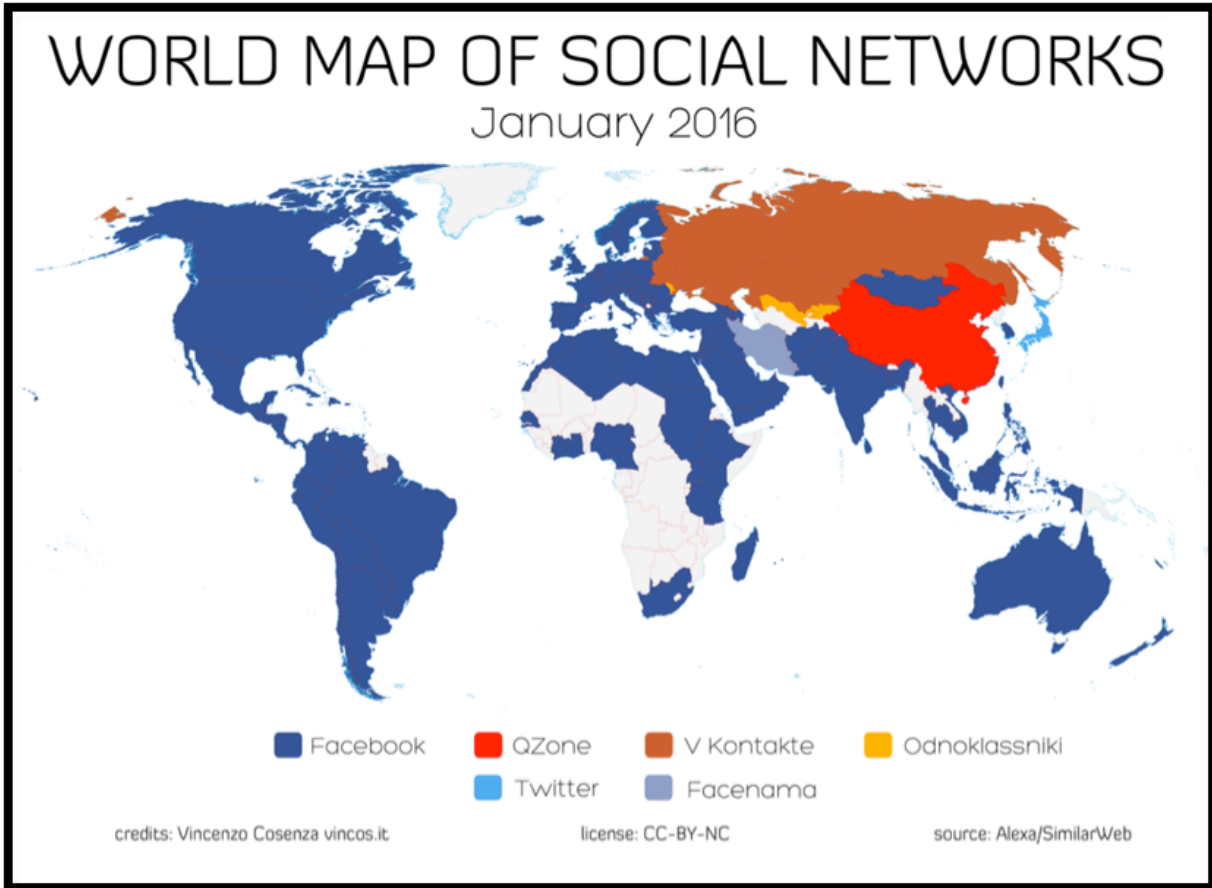 WORLD MAP OF SOCIAL NETWORKS
January 2016
Facebook QZone V Kontakte Odnoklassniki
Twitter Facenama
credits: Vincenzo Cosenza vincos.it license: CC-BY-NC source: Alexa/SimilarWeb